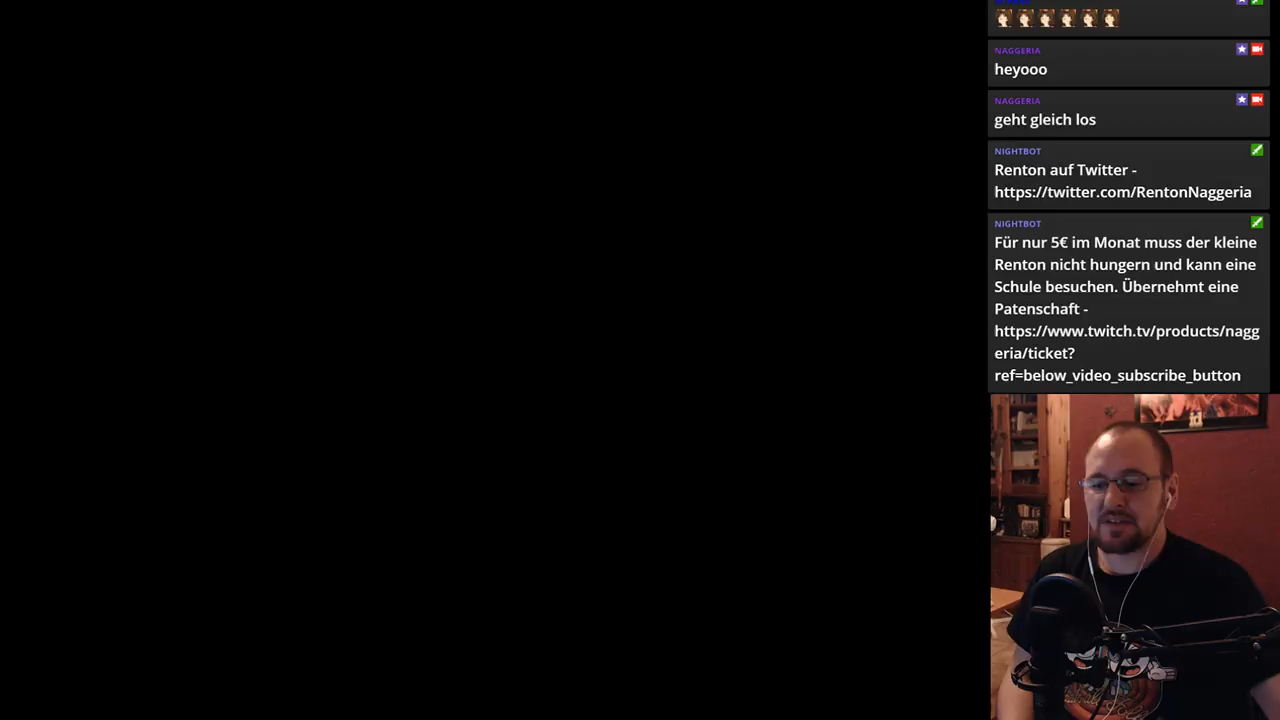 NAGGERIA
heyooo
NAGGERIA
geht gleich los
NIGHTBOT
Renton auf Twitter -
https://twitter.com/RentonNaggeria
NIGHTBOT
Für nur 5€ im Monat muss der kleine
Renton nicht hungern und kann eine
Schule besuchen. Übernehmt eine
Patenschaft -
https://www.twitch.tv/products/nagg
eria/ticket?
ref=below_video_subscribe_button